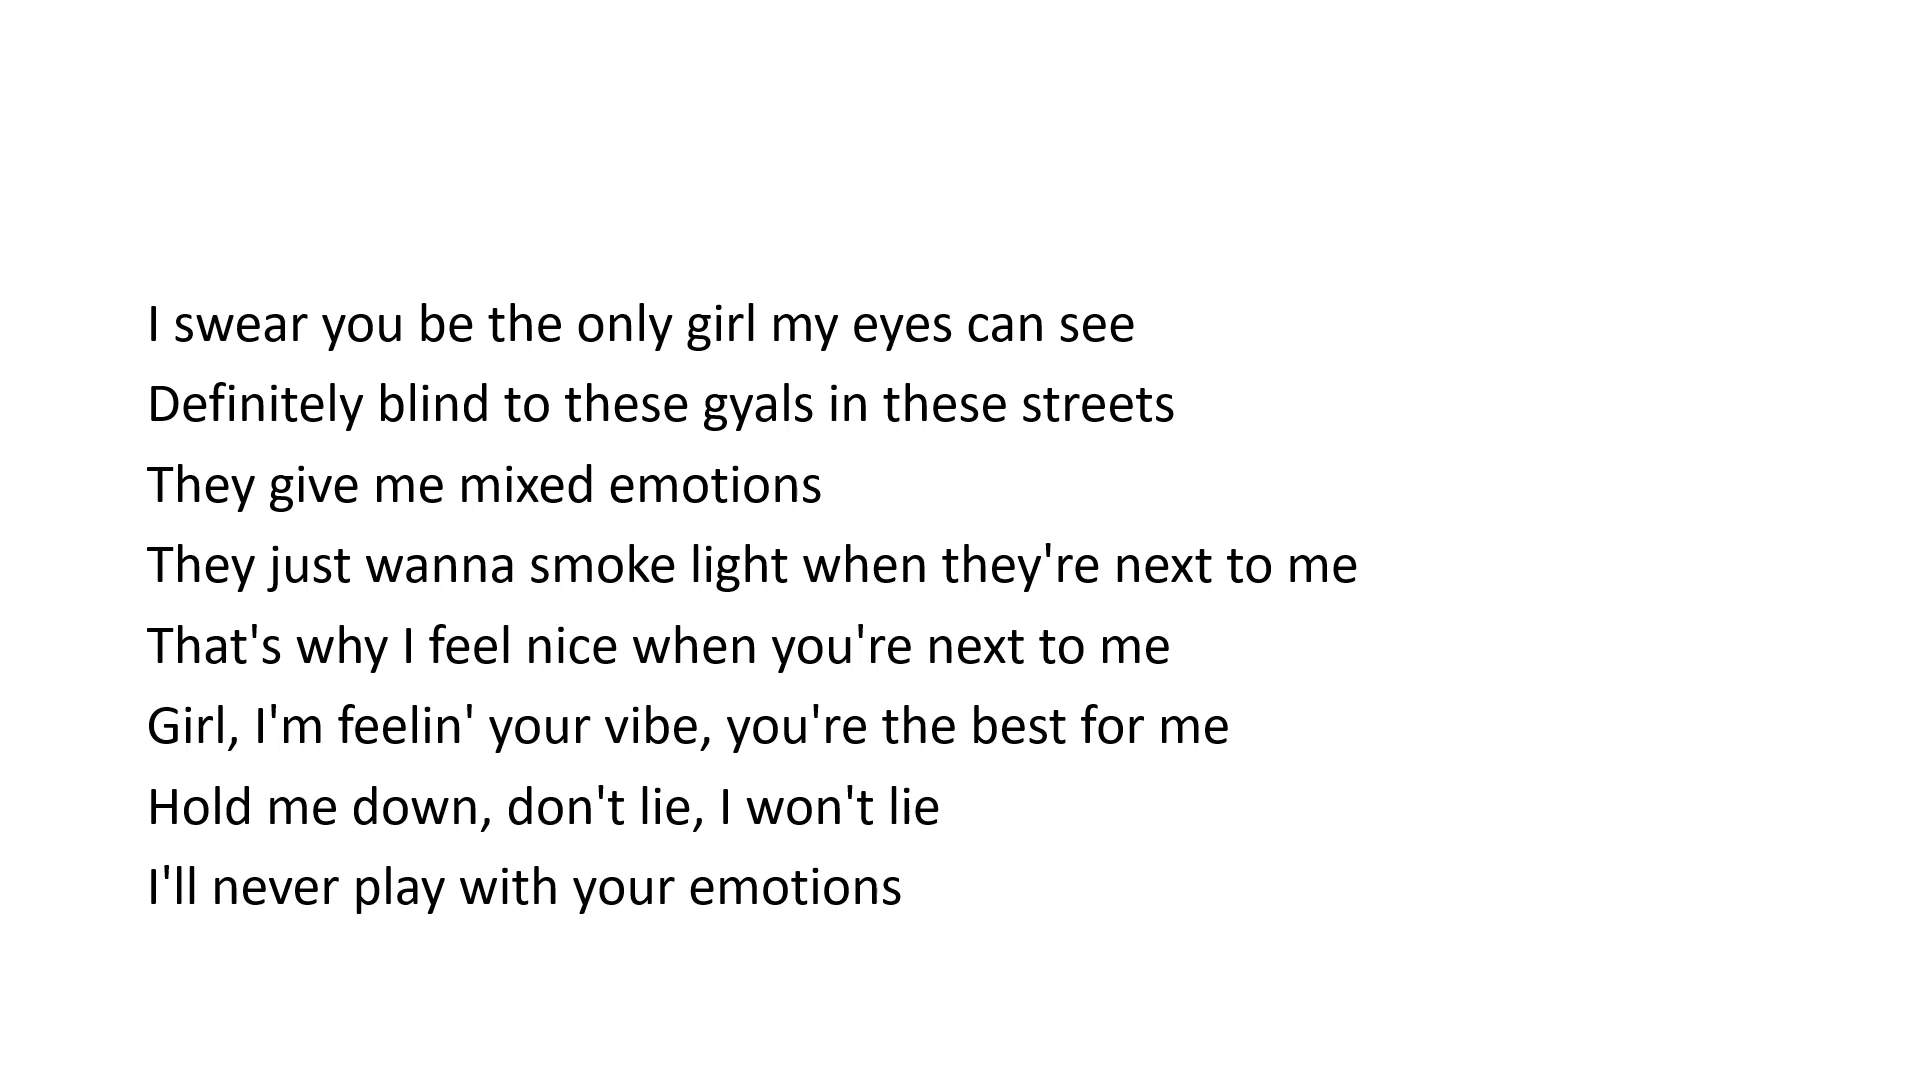 I swear you be the only girl my eyes can see
Definitely blind to these gyals in these streets
They give me mixed emotions
They just wanna smoke light when they're next to me
That's why I feel nice when you're next to me
Girl, I'm feelin' your vibe, you're the best for me
Hold me down, don't lie, I won't lie
I'll never play with your emotions